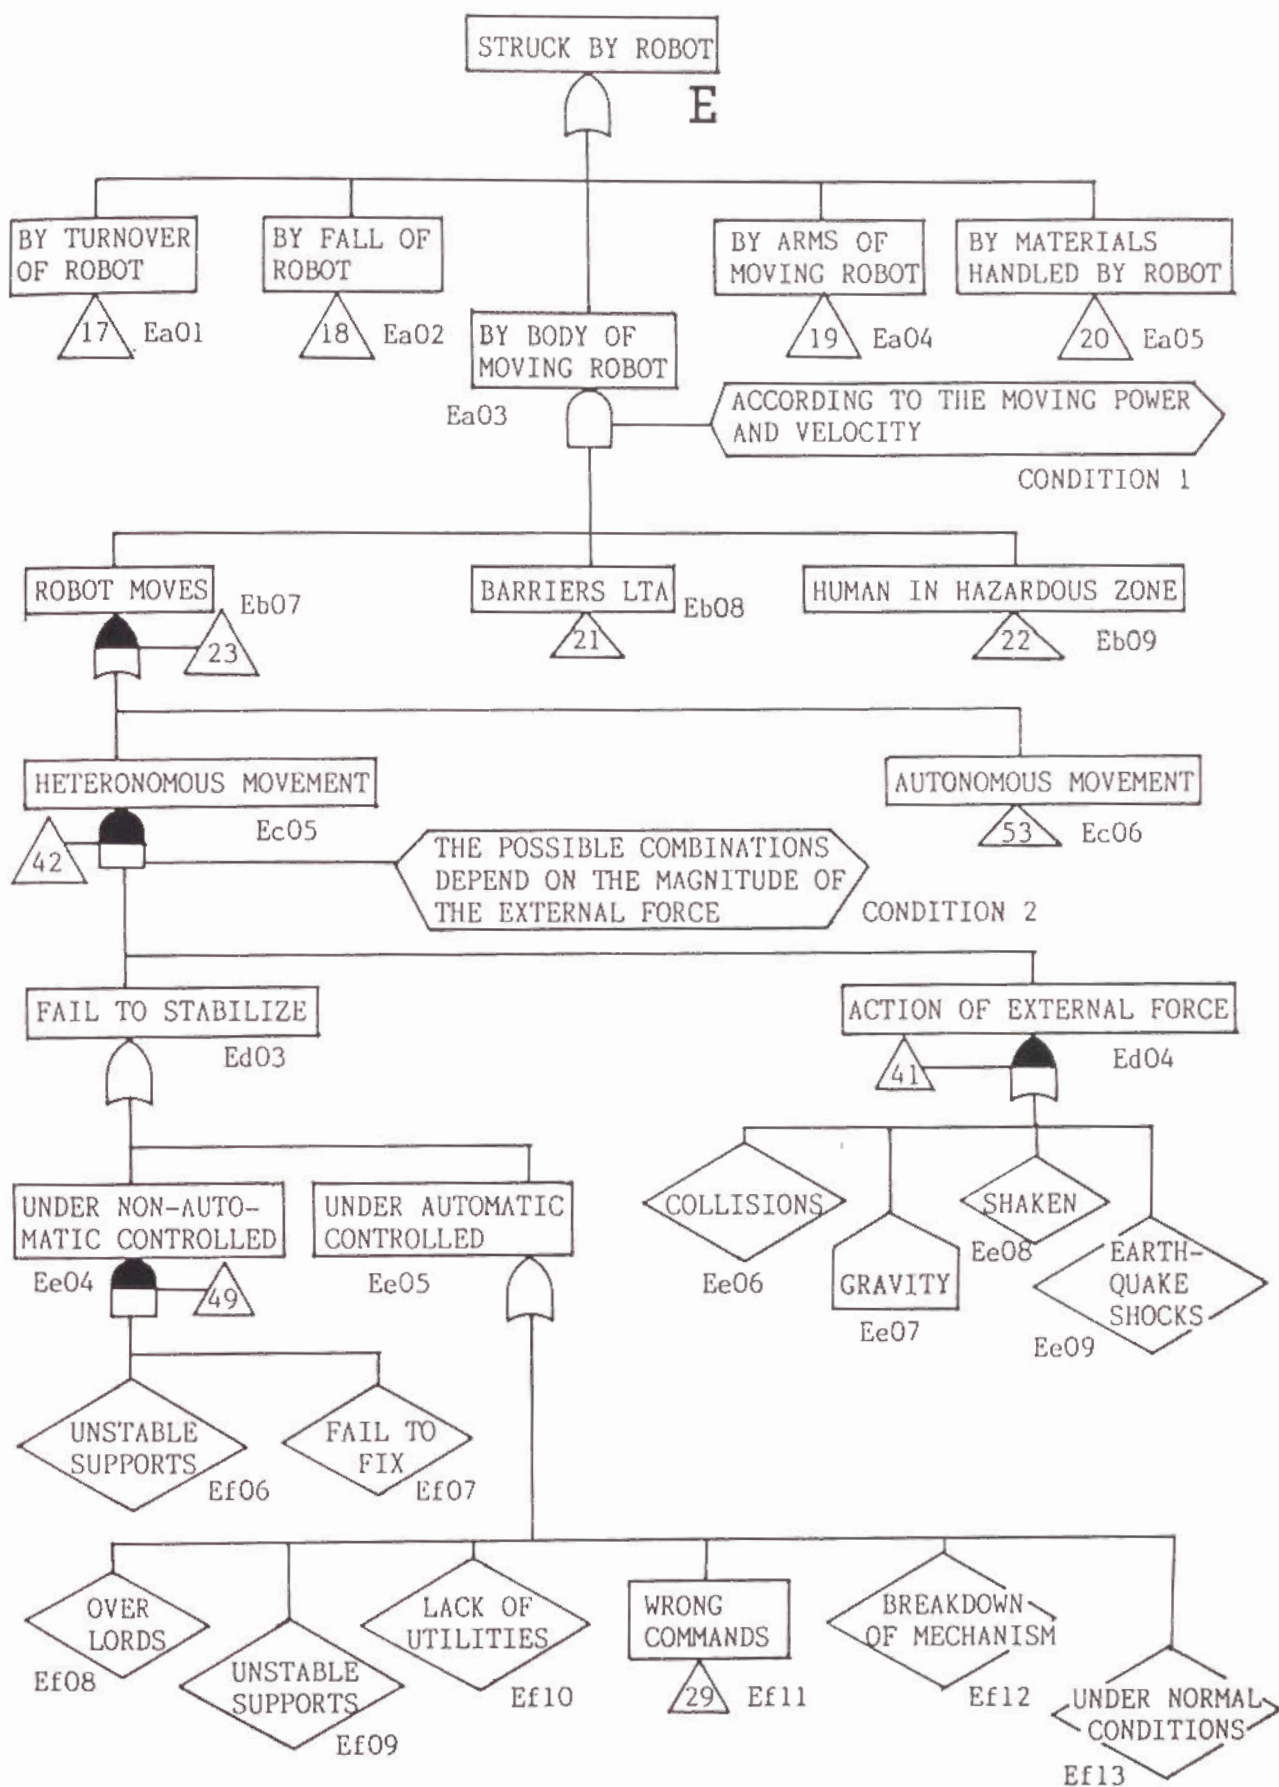 STRUCK BY ROBOT
E
BY TURNOVER
OF ROBOT
17
Ea01
BY FALL OF
ROBOT
18
Ea02
BY BODY OF
MOVING ROBOT
Ea03
BY ARMS OF
MOVING ROBOT
19
Ea04
BY MATERIALS
HANDLED BY ROBOT
20
Ea05
ACCORDING TO THE MOVING POWER
AND VELOCITY
CONDITION 1
ROBOT MOVES
Eb07
23
BARRIERS LTA
Eb08
21
HUMAN IN HAZARDOUS ZONE
22
Eb09
HETERONOMOUS MOVEMENT
Ec05
42
AUTONOMOUS MOVEMENT
53
Ec06
THE POSSIBLE COMBINATIONS
DEPEND ON THE MAGNITUDE OF
THE EXTERNAL FORCE
CONDITION 2
FAIL TO STABILIZE
Ed03
ACTION OF EXTERNAL FORCE
41
Ed04
UNDER NON-AUTO-
MATIC CONTROLLED
Ee04
49
UNDER AUTOMATIC
CONTROLLED
Ee05
COLLISIONS
Ee06
GRAVITY
Ee07
SHAKEN
Ee08
EARTH-
QUAKE
SHOCKS
Ee09
UNSTABLE
SUPPORTS
Ef06
FAIL TO
FIX
Ef07
OVER
LORDS
Ef08
UNSTABLE
SUPPORTS
Ef09
LACK OF
UTILITIES
Ef10
WRONG
COMMANDS
29
Ef11
BREAKDOWN
OF MECHANISM
Ef12
UNDER NORMAL
CONDITIONS
Ef13